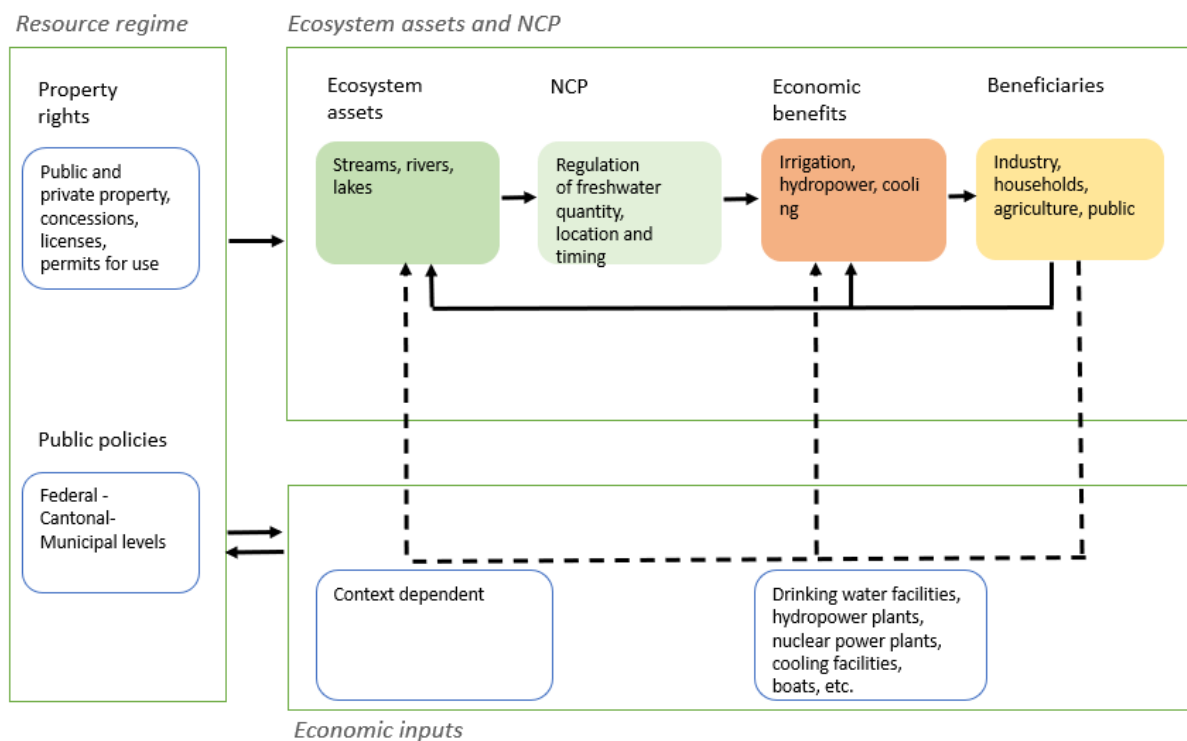 Resource regime
Ecosystem assets and NCP
Property
rights
Public and
private property,
concessions,
licenses,
permits for use
Public policies
Federal -
Cantonal-
Municipal levels
Ecosystem
assets
Streams, rivers,
lakes
NCP
Regulation
of freshwater
quantity,
location and
timing
Economic
benefits
Irrigation,
hydropower, cooli
ng
Beneficiaries
Industry,
households,
agriculture, public
Context dependent
Drinking water facilities,
hydropower plants,
nuclear power plants,
cooling facilities,
boats, etc.
Economic inputs